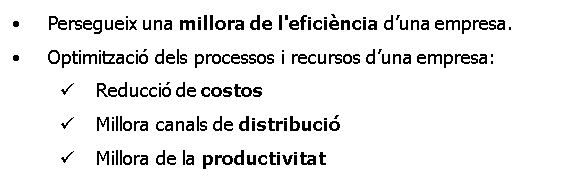 • Persegueix una millora de l'eficiència d’una empresa.
• Optimització dels processos i recursos d’una empresa:
✓ Reducció de costos
✓ Millora canals de distribució
✓ Millora de la productivitat